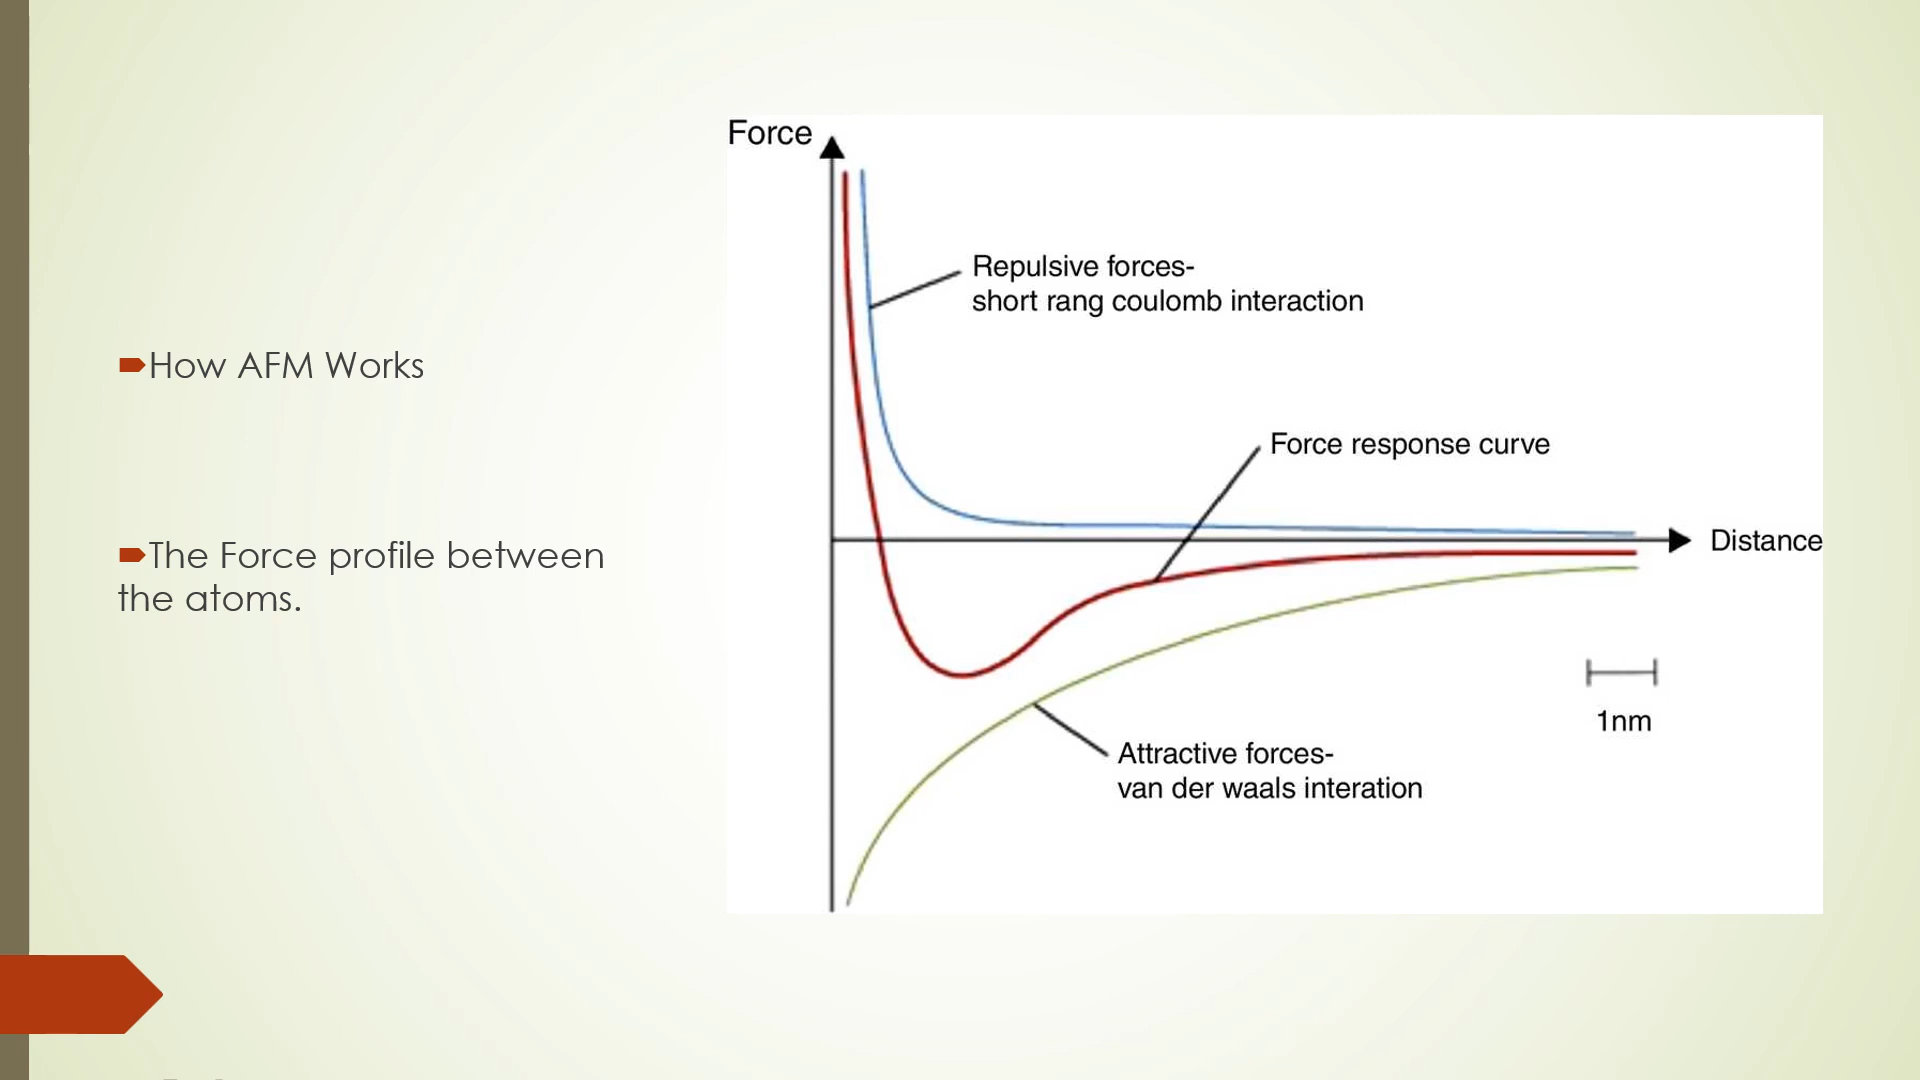 How AFM Works
The Force profile between
the atoms.
Force
Repulsive forces-
short rang coulomb interaction
Force response curve
Distance
1nm
Attractive forces-
van der waals interation